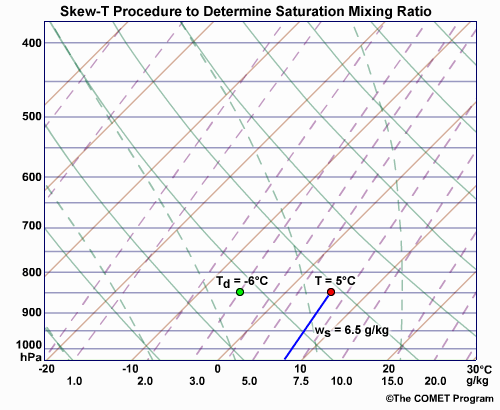 Skew-T Procedure to Determine Saturation Mixing Ratio
400
500
600
700
800
Td = -6°C T = 5°C
900
ws = 6.5 g/kg
1000
hPa
-20 -10 0 10 20 30°C
1.0 2.0 3.0 5.0 7.5 10.0 15.0 20.0 g/kg
©The COMET Program